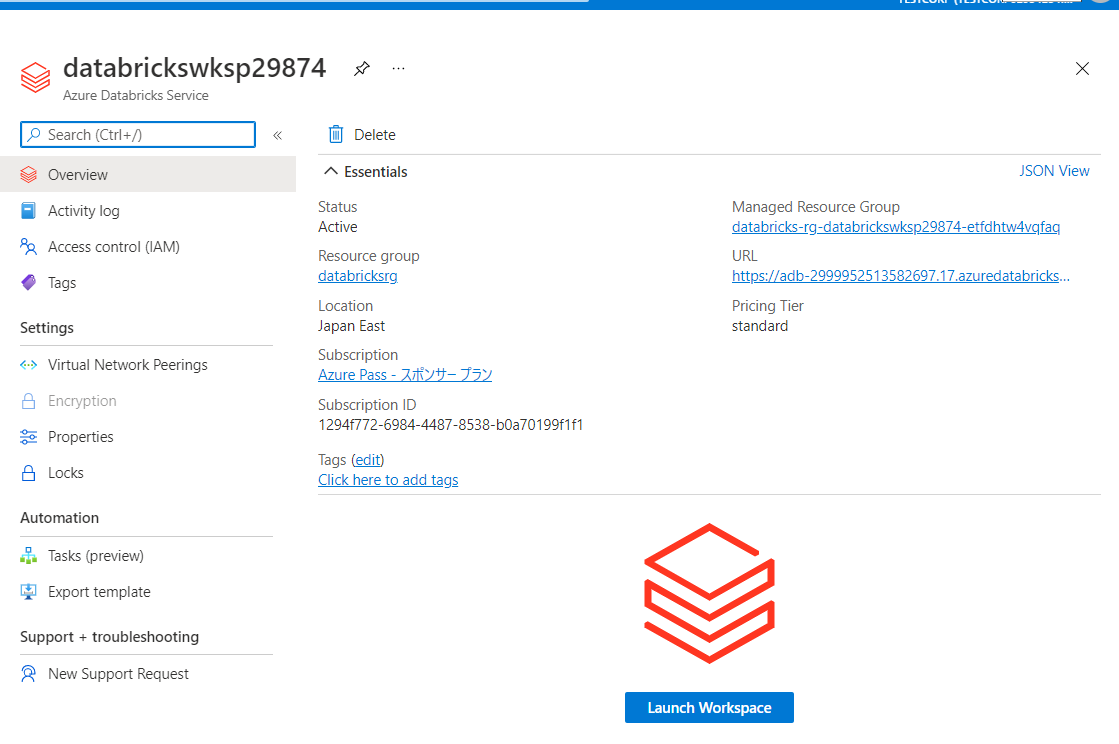 databrickswksp29874
Azure Databricks Service
Search (Ctrl+/)
Overview
Activity log
Access control (IAM)
Tags
Settings
Virtual Network Peerings
Encryption
Properties
Locks
Automation
Tasks (preview)
Export template
Support + troubleshooting
New Support Request
Delete
Essentials
JSON View
Status
Active
Resource group
databricksrg
Location
Japan East
Subscription
Azure Pass - スポンサー プラン
Subscription ID
1294f772-6984-4487-8538-b0a70199f1f1
Tags (edit)
Click here to add tags
Managed Resource Group
databricks-rg-databrickswksp29874-etfdhtw4vqfaq
URL
https://adb-2999952513582697.17.azuredatabricks...
Pricing Tier
standard
Launch Workspace